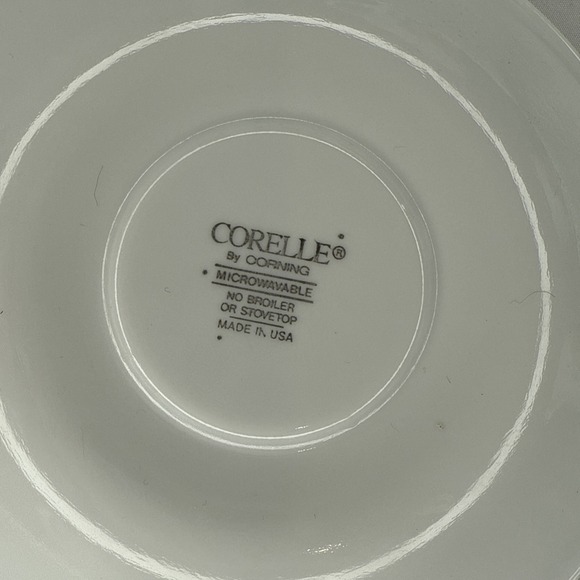 CORELLE®
By CORNING
MICROWAVABLE
NO BROILER
OR STOVETOP
MADE IN USA